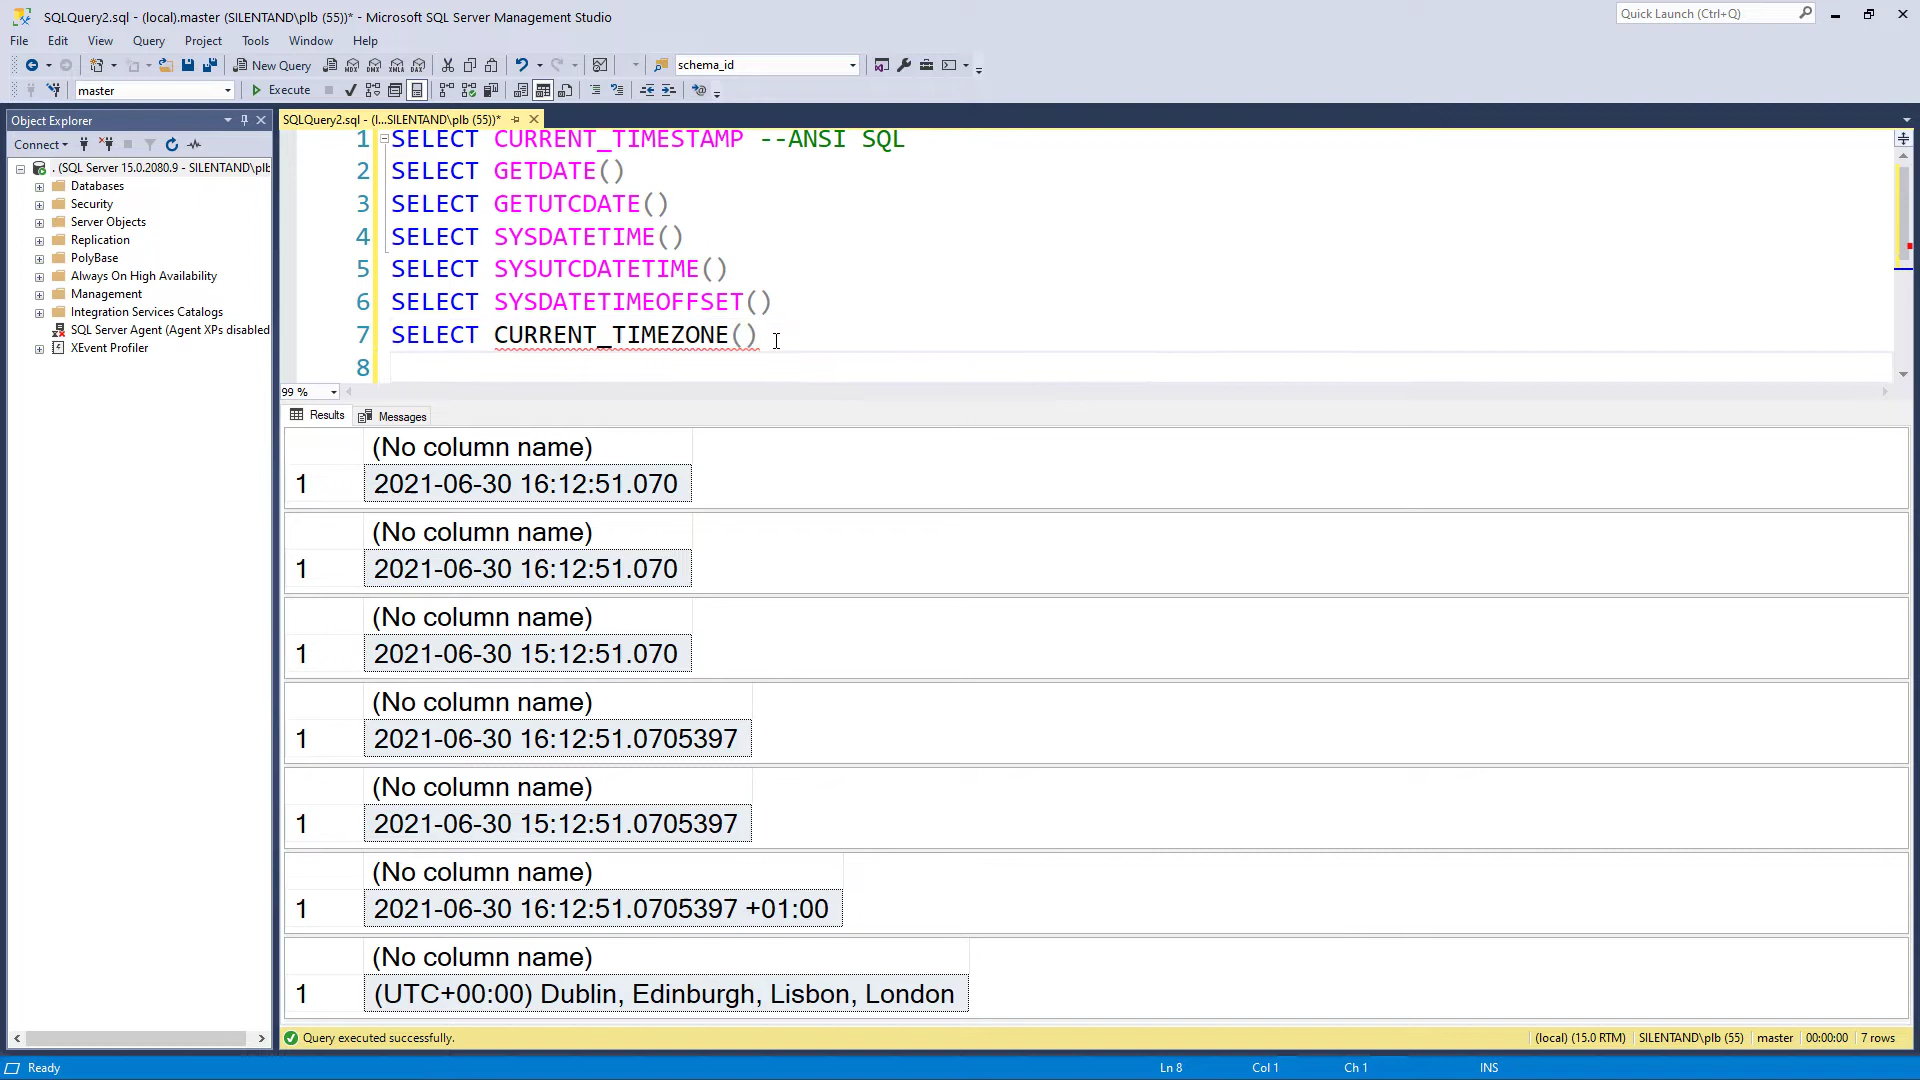 SQLQuery2.sql - (local).master (SILENTAND\plb (55))* - Microsoft SQL Server Management Studio
Quick Launch (Ctrl+Q)
File Edit View Query Project Tools Window Help
New Query
schema_id
master
Execute
Object Explorer
SQLQuery2.sql - (l...SILENTAND\plb (55))*
Connect
. (SQL Server 15.0.2080.9 - SILENTAND\plb
Databases
Security
Server Objects
Replication
PolyBase
Always On High Availability
Management
Integration Services Catalogs
SQL Server Agent (Agent XPs disabled
XEvent Profiler
1 SELECT CURRENT_TIMESTAMP --ANSI SQL
2 SELECT GETDATE()
3 SELECT GETUTCDATE()
4 SELECT SYSDATETIME()
5 SELECT SYSUTCDATETIME()
6 SELECT SYSDATETIMEOFFSET()
7 SELECT CURRENT_TIMEZONE()
8
99 %
Results Messages
(No column name)
1 2021-06-30 16:12:51.070
(No column name)
1 2021-06-30 16:12:51.070
(No column name)
1 2021-06-30 15:12:51.070
(No column name)
1 2021-06-30 16:12:51.0705397
(No column name)
1 2021-06-30 15:12:51.0705397
(No column name)
1 2021-06-30 16:12:51.0705397 +01:00
(No column name)
1 (UTC+00:00) Dublin, Edinburgh, Lisbon, London
Query executed successfully.
(local) (15.0 RTM) SILENTAND\plb (55) master 00:00:00 7 rows
Ready
Ln 8 Col 1 Ch 1 INS